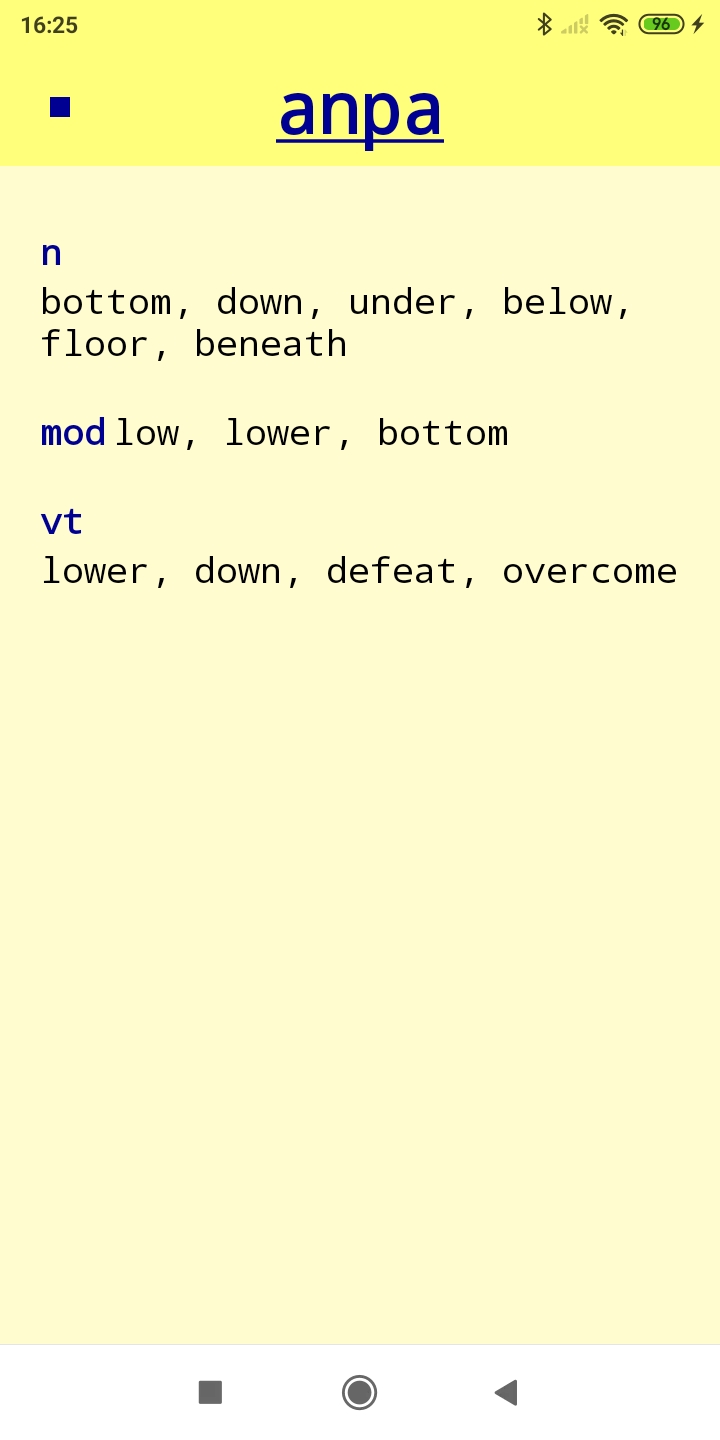 16:25
96
anpa
n
bottom, down, under, below,
floor, beneath
mod low, lower, bottom
vt
lower, down, defeat, overcome